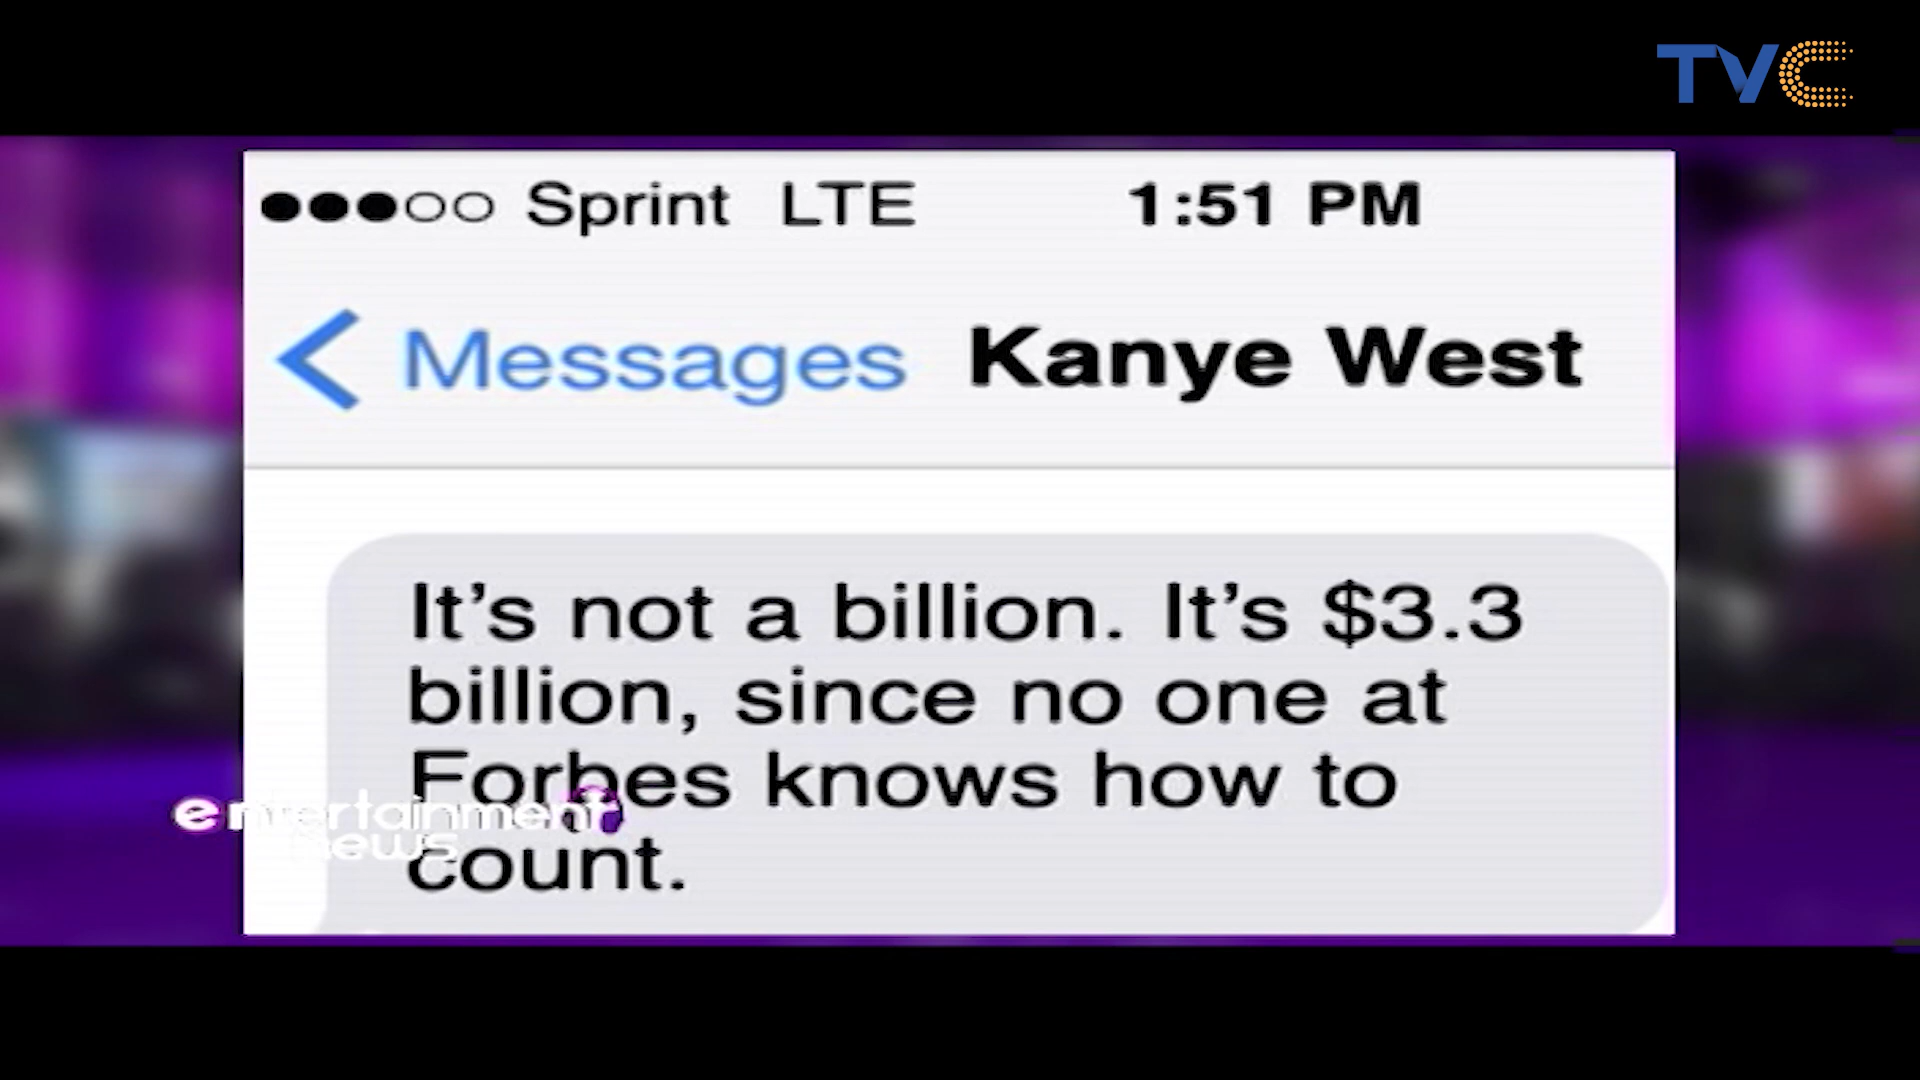 TVC
Sprint LTE 1:51 PM
Messages Kanye West
It’s not a billion. It’s $3.3
billion, since no one at
Forbes knows how to
count.
entertainment
news